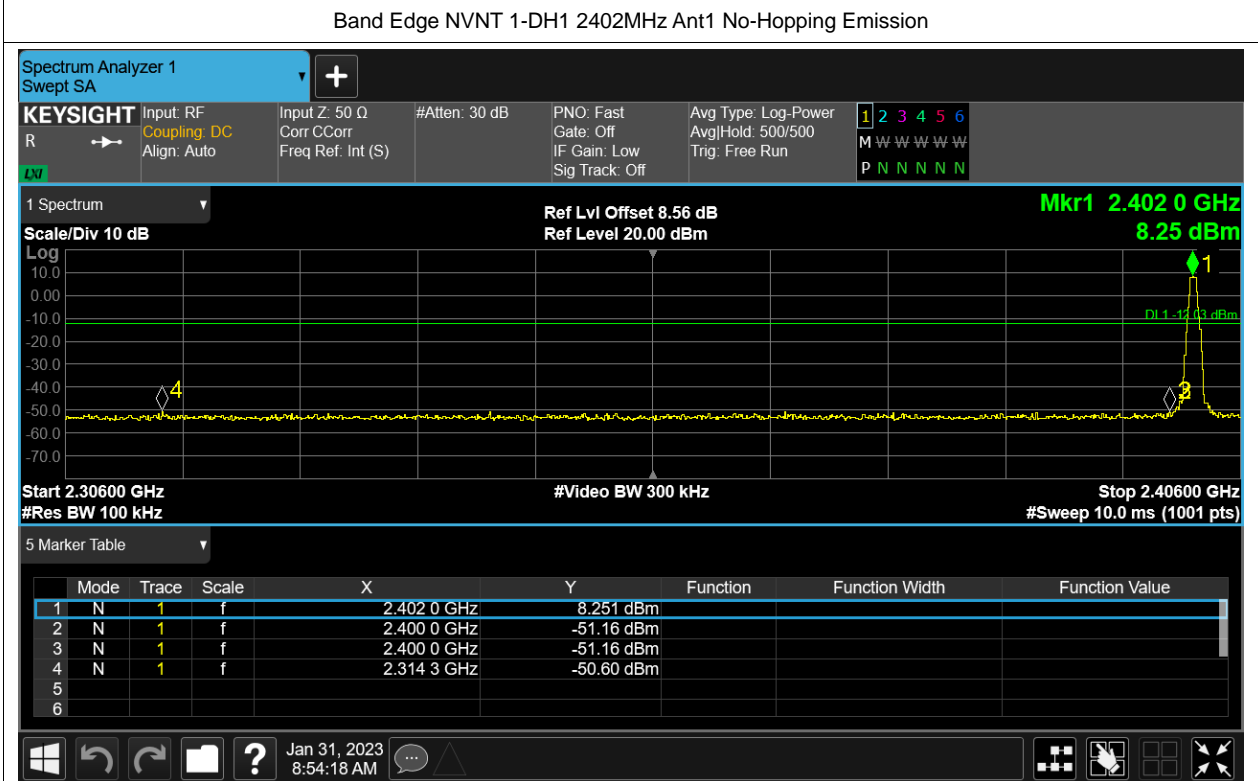 Band Edge NVNT 1-DH1 2402MHz Ant1 No-Hopping Emission
Spectrum Analyzer 1
Swept SA
▼
+
KEYSIGHT
R
LXI
Input: RF
Coupling: DC
Align: Auto
Input Z: 50 Ω
Corr CCorr
Freq Ref: Int (S)
#Atten: 30 dB
PNO: Fast
Gate: Off
IF Gain: Low
Sig Track: Off
Avg Type: Log-Power
Avg|Hold: 500/500
Trig: Free Run
1 2 3 4 5 6
M W W W W W
P N N N N N
1 Spectrum ▼
Scale/Div 10 dB
Ref Lvl Offset 8.56 dB
Ref Level 20.00 dBm
Mkr1 2.402 0 GHz
8.25 dBm
Log
10.0
0.00
-10.0
-20.0
-30.0
-40.0
-50.0
-60.0
-70.0
1
DL1 -12.03 dBm
4
Start 2.30600 GHz #Video BW 300 kHz Stop 2.40600 GHz
#Res BW 100 kHz #Sweep 10.0 ms (1001 pts)
5 Marker Table ▼
Mode Trace Scale X Y Function Function Width Function Value
1 N 1 f 2.402 0 GHz 8.251 dBm
2 N 1 f 2.400 0 GHz -51.16 dBm
3 N 1 f 2.400 0 GHz -51.16 dBm
4 N 1 f 2.314 3 GHz -50.60 dBm
5
6
?
Jan 31, 2023
8:54:18 AM